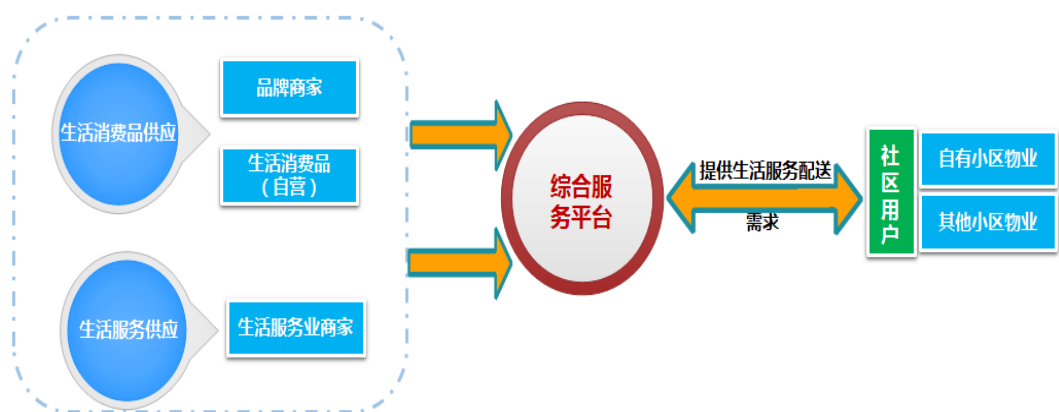 生活消费品供应
品牌商家
生活消费品
（自营）
生活服务供应
生活服务业商家
综合服
务平台
提供生活服务配送
需求
社
区
用
户
自有小区物业
其他小区物业